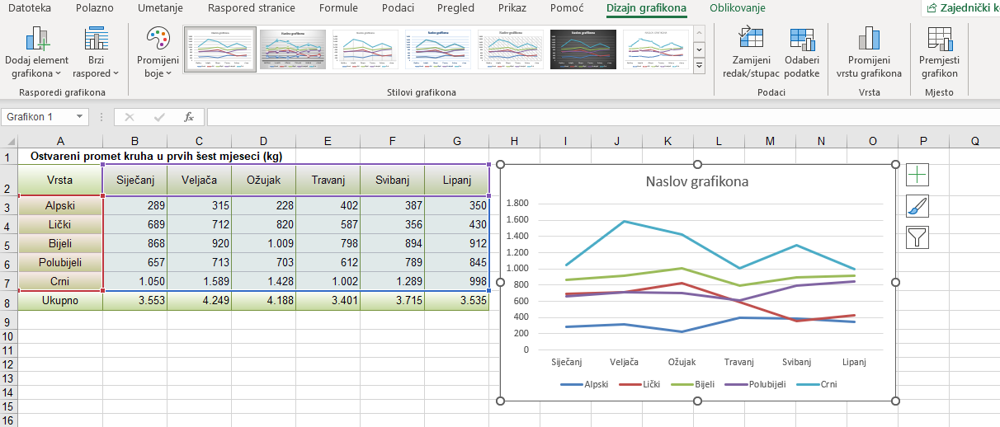 Datoteka Polazno Umetanje Raspored stranice Formule Podaci Pregled Prikaz Pomoć Dizajn grafikona Oblikovanje Zajednički k
Dodaj element grafikona
Brzi raspored
Promijeni boje
Zamijeni redak/stupac
Odaberi podatke
Promijeni vrstu grafikona
Premjesti grafikon
Rasporedi grafikona Stilovi grafikona Podaci Vrsta Mjesto
Grafikon 1 fx
A B C D E F G H I J K L M N O P Q
1 Ostvareni promet kruha u prvih šest mjeseci (kg)
2 Vrsta Siječanj Veljača Ožujak Travanj Svibanj Lipanj
3 Alpski 289 315 228 402 387 350
4 Lički 689 712 820 587 356 430
5 Bijeli 868 920 1.009 798 894 912
6 Polubijeli 657 713 703 612 789 845
7 Crni 1.050 1.589 1.428 1.002 1.289 998
8 Ukupno 3.553 4.249 4.188 3.401 3.715 3.535
9
10
11
12
13
14
15
16
Naslov grafikona
1.800
1.600
1.400
1.200
1.000
800
600
400
200
0
Siječanj Veljača Ožujak Travanj Svibanj Lipanj
Alpski Lički Bijeli Polubijeli Crni